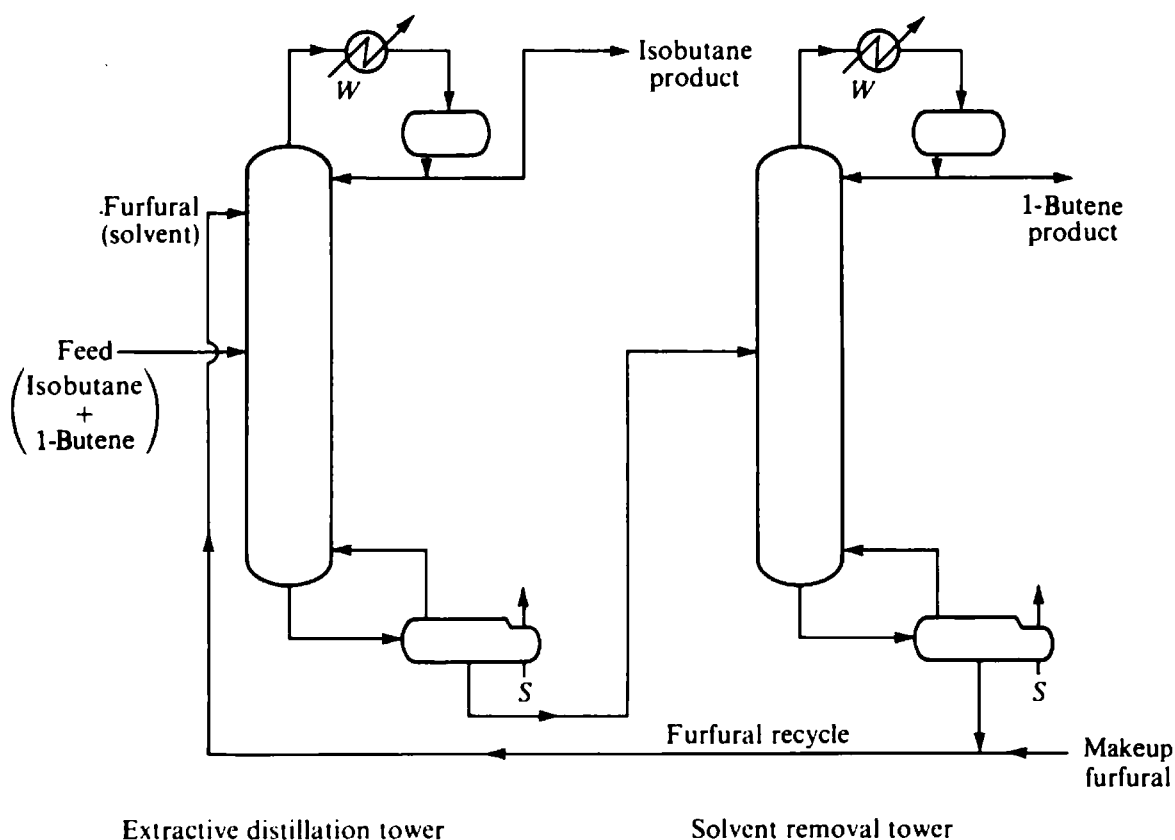 W
Isobutane
product
W
.Furfural
(solvent)
1-Butene
product
Feed
(Isobutane
+
1-Butene)
S
S
Furfural recycle
Makeup
furfural
Extractive distillation tower
Solvent removal tower